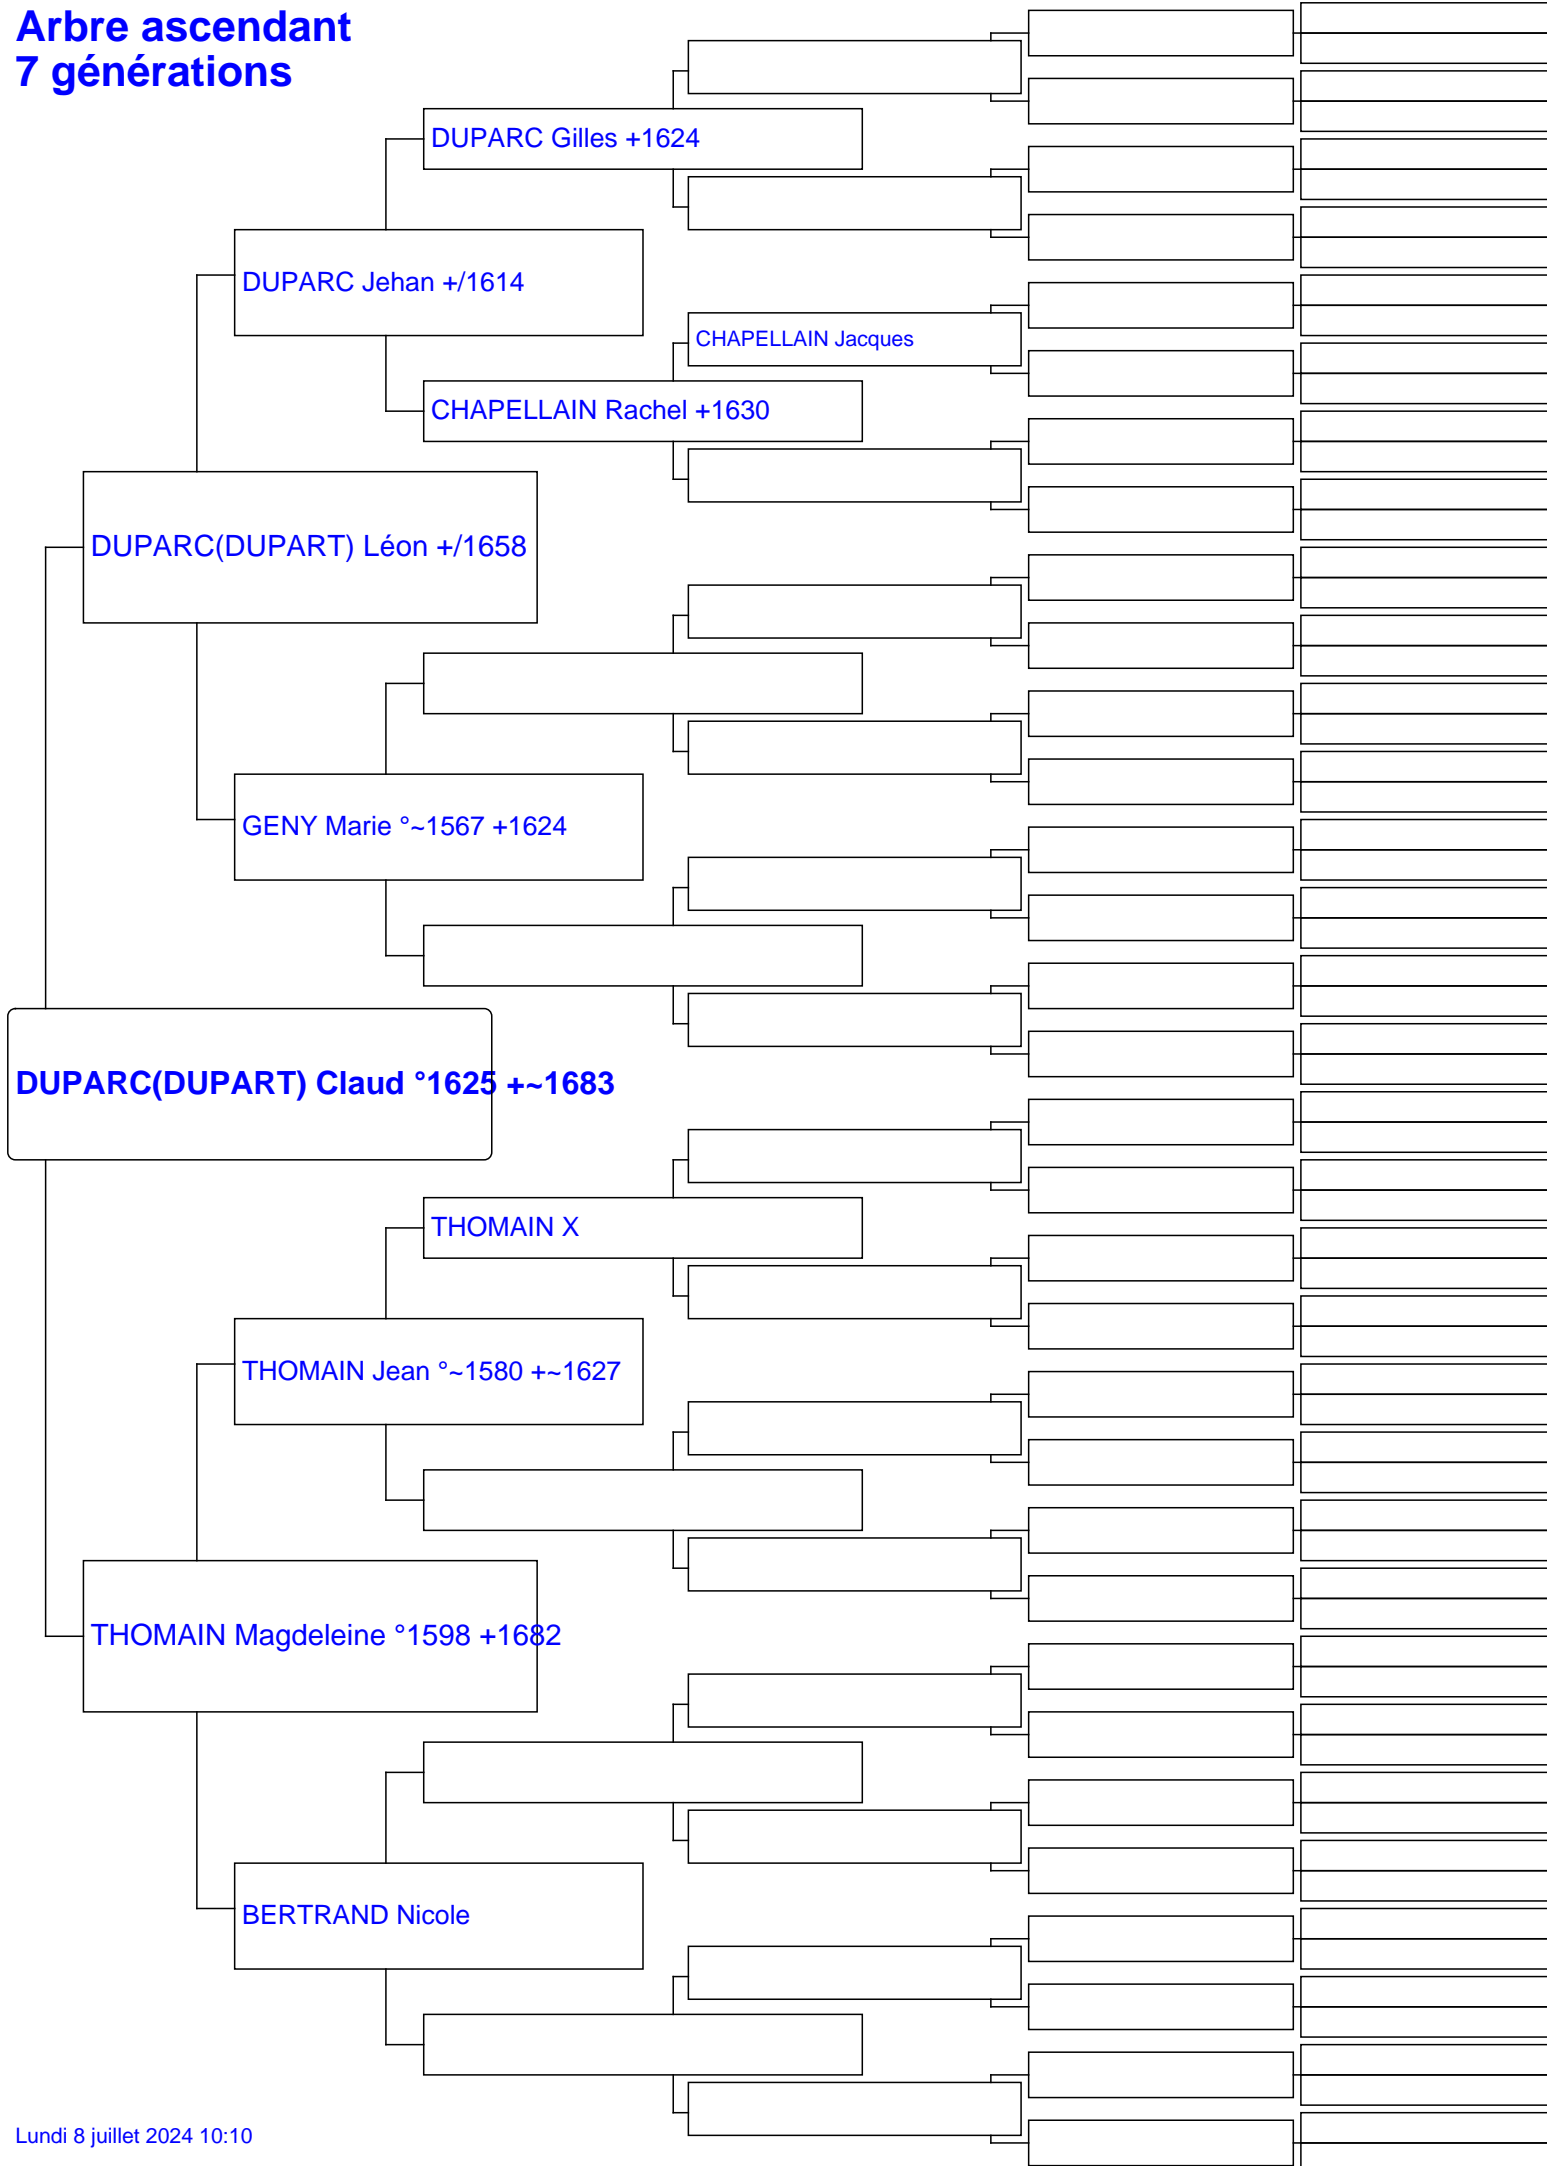 Arbre ascendant
7 générations
DUPARC Gilles +1624
DUPARC Jehan +/1614
CHAPELLAIN Jacques
CHAPELLAIN Rachel +1630
DUPARC(DUPART) Léon +/1658
GENY Marie °~1567 +1624
DUPARC(DUPART) Claud °1625 +~1683
THOMAIN X
THOMAIN Jean °~1580 +~1627
THOMAIN Magdeleine °1598 +1682
BERTRAND Nicole
Lundi 8 juillet 2024 10:10